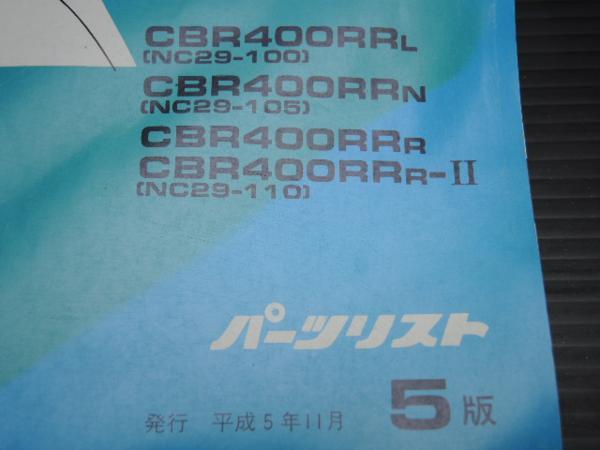 CBR400RRL
(NC29-100)
CBR400RRN
(NC29-105)
CBR400RRR
CBR400RRR-II
(NC29-110)
パーツリスト
発行 平成5年11月 5版